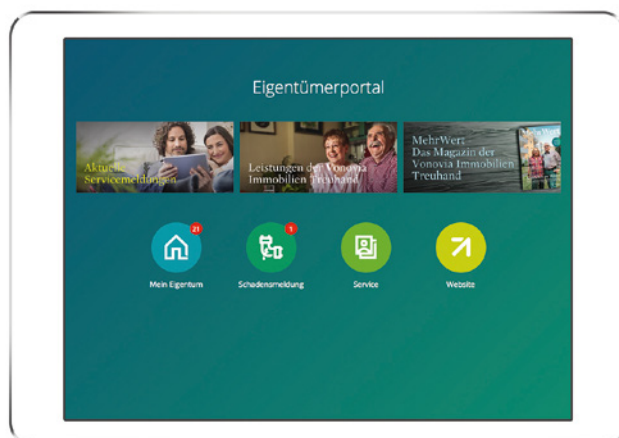 Eigentümerportal
Aktuelle
Servicemeldungen
Leistungen der Vonovia
Immobilien Treuhand
MehrWert
Das Magazin der
Vonovia Immobilien
Treuhand
MehrWert
21
1
Mein Eigentum
Schadensmeldung
Service
Website